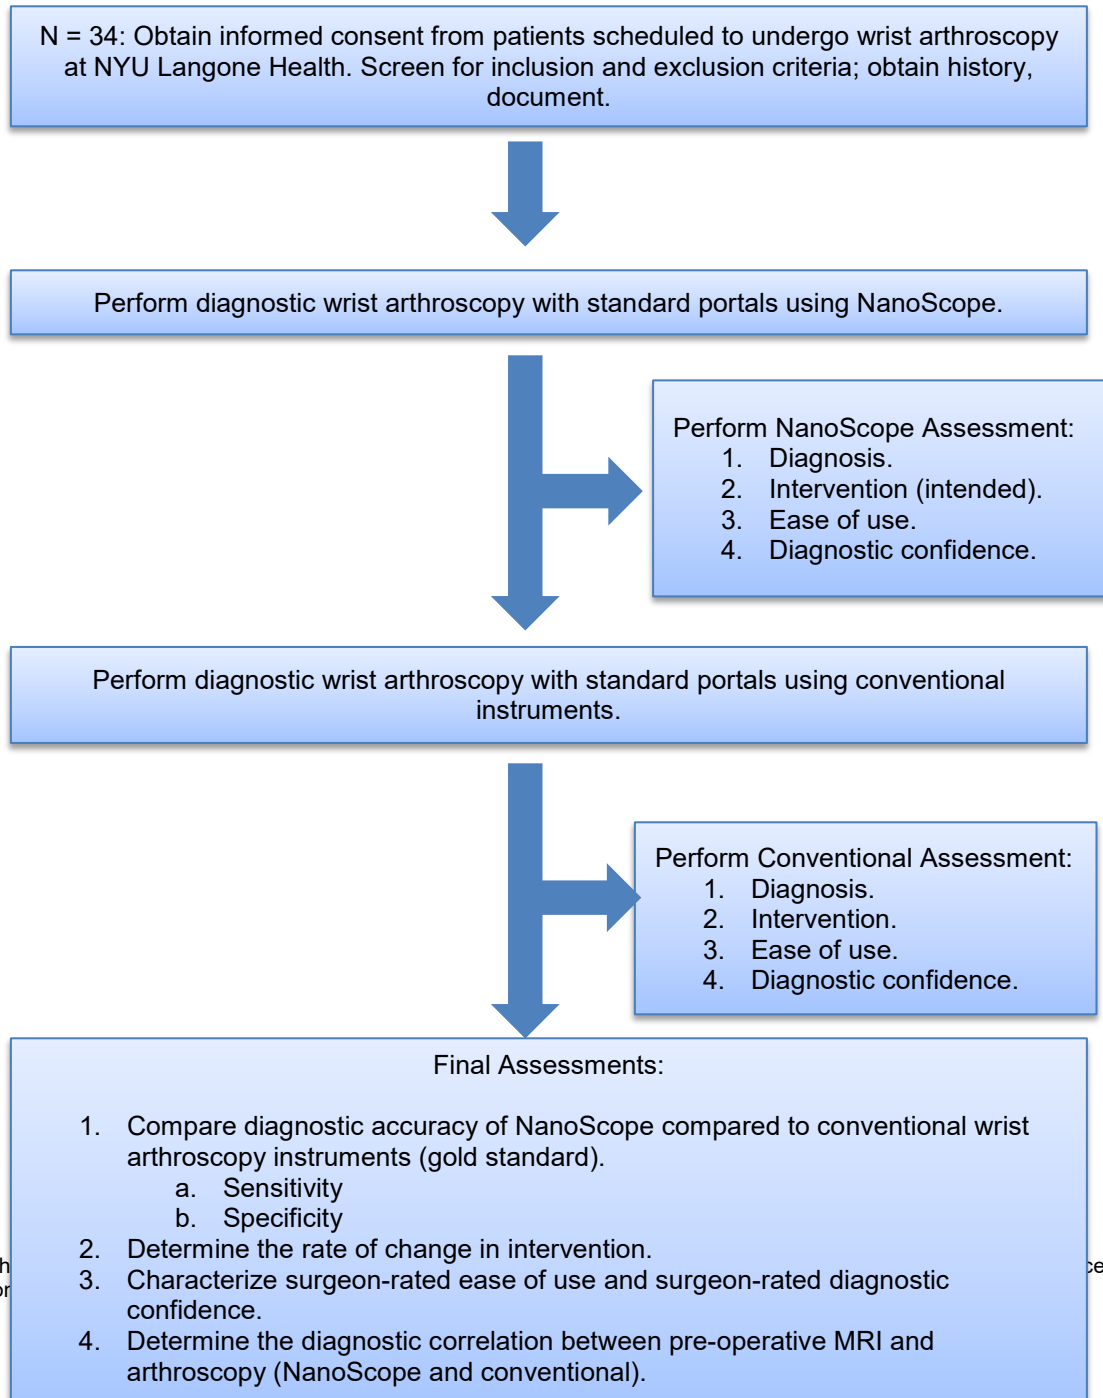 N = 34: Obtain informed consent from patients scheduled to undergo wrist arthroscopy
at NYU Langone Health. Screen for inclusion and exclusion criteria; obtain history,
document.
Perform diagnostic wrist arthroscopy with standard portals using NanoScope.
Perform NanoScope Assessment:
1. Diagnosis.
2. Intervention (intended).
3. Ease of use.
4. Diagnostic confidence.
Perform diagnostic wrist arthroscopy with standard portals using conventional
instruments.
Perform Conventional Assessment:
1. Diagnosis.
2. Intervention.
3. Ease of use.
4. Diagnostic confidence.
Final Assessments:
1. Compare diagnostic accuracy of NanoScope compared to conventional wrist
arthroscopy instruments (gold standard).
a. Sensitivity
b. Specificity
2. Determine the rate of change in intervention.
3. Characterize surgeon-rated ease of use and surgeon-rated diagnostic
confidence.
4. Determine the diagnostic correlation between pre-operative MRI and
arthroscopy (NanoScope and conventional).